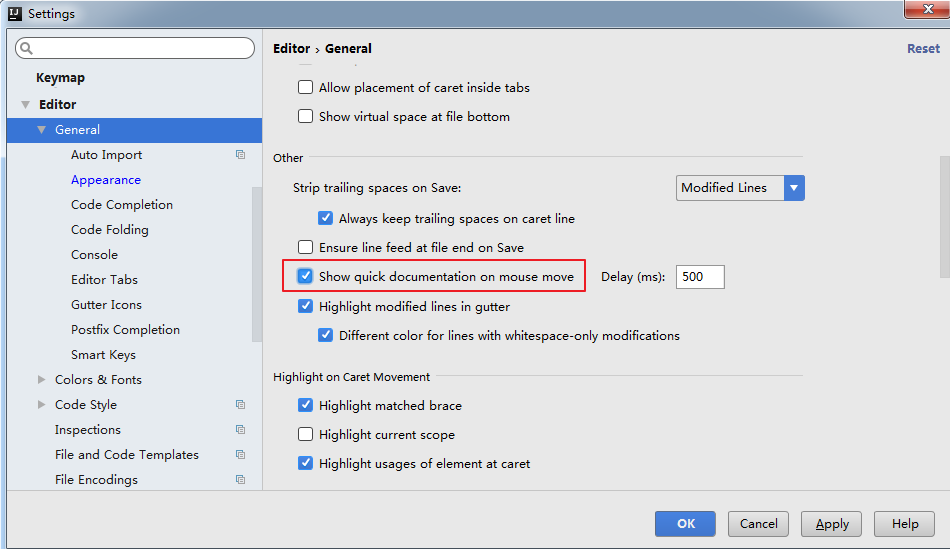 IJ Settings
Editor › General
Reset
Keymap
Editor
General
Auto Import
Appearance
Code Completion
Code Folding
Console
Editor Tabs
Gutter Icons
Postfix Completion
Smart Keys
Colors & Fonts
Code Style
Inspections
File and Code Templates
File Encodings
Allow placement of caret inside tabs
Show virtual space at file bottom
Other
Strip trailing spaces on Save: Modified Lines
Always keep trailing spaces on caret line
Ensure line feed at file end on Save
Show quick documentation on mouse move Delay (ms): 500
Highlight modified lines in gutter
Different color for lines with whitespace-only modifications
Highlight on Caret Movement
Highlight matched brace
Highlight current scope
Highlight usages of element at caret
OK Cancel Apply Help